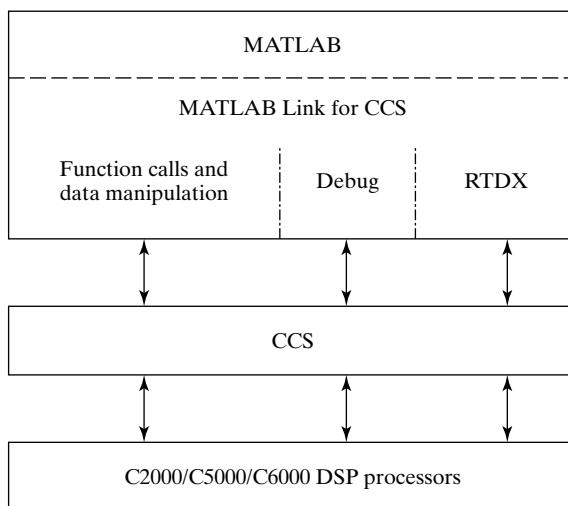 MATLAB
MATLAB Link for CCS
Function calls and
data manipulation
Debug
RTDX
CCS
C2000/C5000/C6000 DSP processors